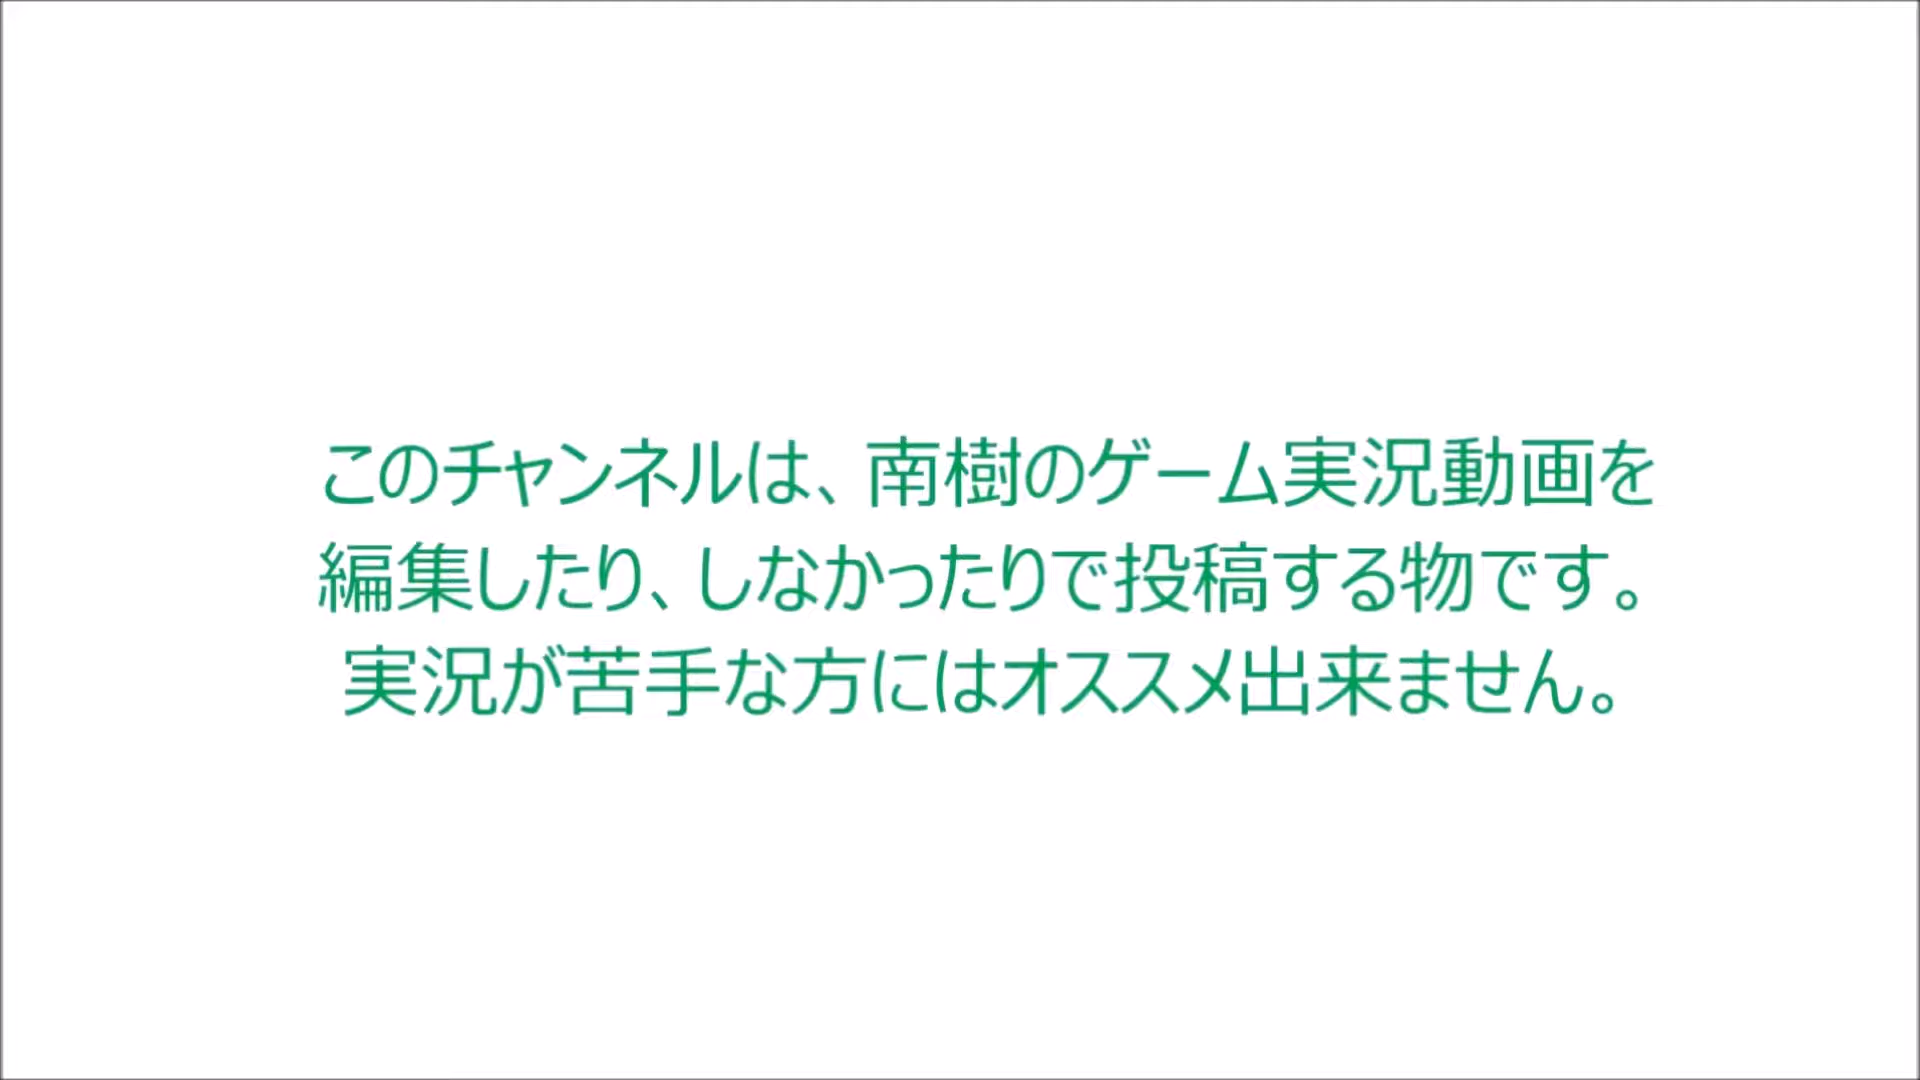 このチャンネルは、南樹のゲーム実況動画を
編集したり、しなかったりで投稿する物です。
実況が苦手な方にはオススメ出来ません。